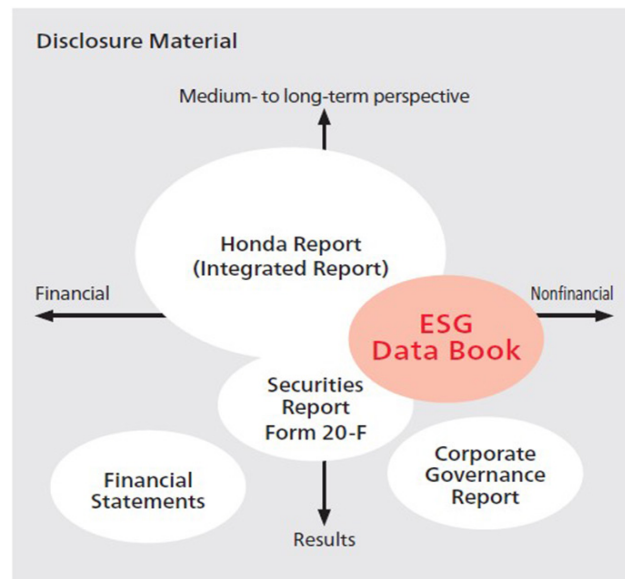 Disclosure Material
Medium- to long-term perspective
Honda Report
(Integrated Report)
Financial
Nonfinancial
ESG
Data Book
Securities
Report
Form 20-F
Financial
Statements
Corporate
Governance
Report
Results